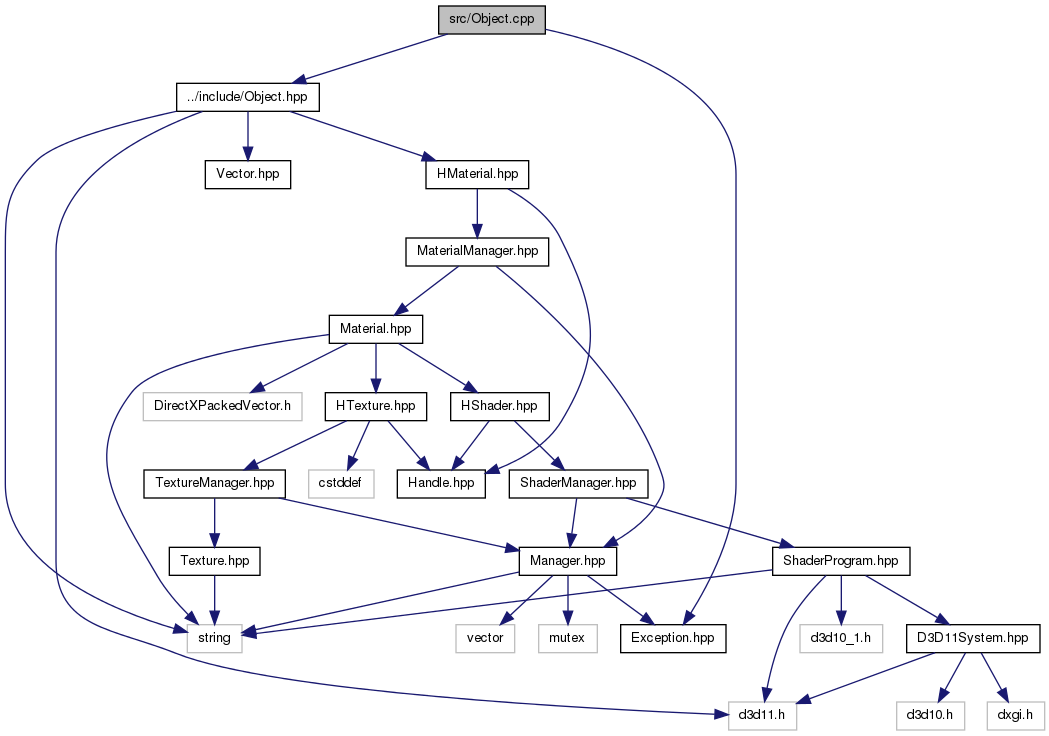 src/Object.cpp
../include/Object.hpp
Vector.hpp
HMaterial.hpp
MaterialManager.hpp
Material.hpp
DirectXPackedVector.h
HTexture.hpp
HShader.hpp
TextureManager.hpp
cstddef
Handle.hpp
ShaderManager.hpp
Texture.hpp
Manager.hpp
ShaderProgram.hpp
string
vector
mutex
Exception.hpp
d3d10_1.h
D3D11System.hpp
d3d11.h
d3d10.h
dxgi.h